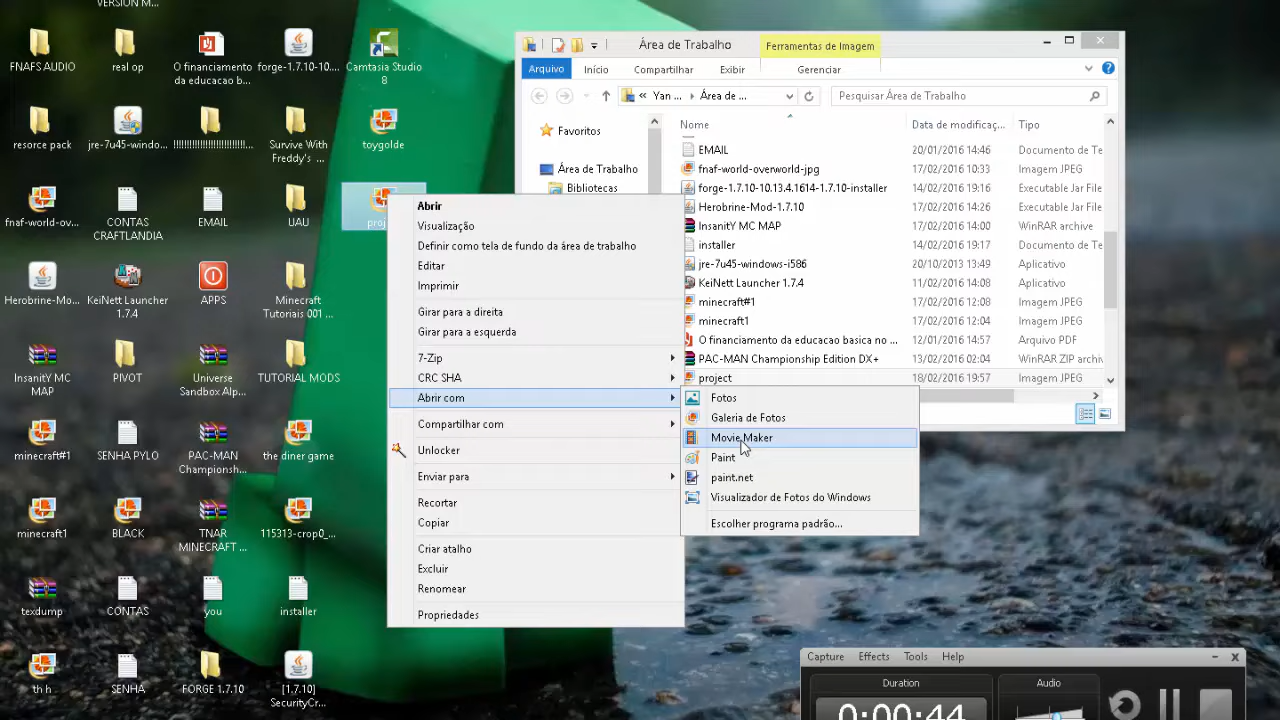 VERSION M...
FNAFS AUDIO
real op
O financiamento
da educacao b...
forge-1.7.10-10....
Camtasia Studio
8
resorce pack
jre-7u45-windo...
!!!!!!!!!!!!!!!!!!!!!!!!!!!...
Survive With
Freddy's ...
toygolde
fnaf-world-ov...
CONTAS
CRAFTLANDIA
EMAIL
UAU
proj
Herobrine-Mo...
KeiNett Launcher
1.7.4
APPS
Minecraft
Tutoriais 001 ...
InsanitY MC
MAP
PIVOT
Universe
Sandbox Alp...
TUTORIAL MODS
minecraft#1
SENHA PYLO
PAC-MAN
Championsh...
the diner game
minecraft1
BLACK
TNAR
MINECRAFT ...
115313-crop0_...
texdump
CONTAS
you
installer
th h
SENHA
FORGE 1.7.10
[1.7.10]
SecurityCr...
Área de Trabalho
Ferramentas de Imagem
Arquivo
Início
Compartilhar
Exibir
Gerenciar
« Yan ... ▸ Área de ...
Pesquisar Área de Trabalho
Favoritos
Área de Trabalho
Bibliotecas
Nome
Data de modificaç...
Tipo
EMAIL 20/01/2016 14:46 Documento de Te
fnaf-world-overworld-jpg 17/02/2016 10:33 Imagem JPEG
forge-1.7.10-10.13.4.1614-1.7.10-installer 14/02/2016 19:16 Executable Jar File
Herobrine-Mod-1.7.10 17/02/2016 14:26 Executable Jar File
InsanitY MC MAP 17/02/2016 14:00 WinRAR archive
installer 14/02/2016 19:17 Documento de Te
jre-7u45-windows-i586 20/10/2013 13:49 Aplicativo
KeiNett Launcher 1.7.4 11/02/2016 14:08 Aplicativo
minecraft#1 17/02/2016 12:08 Imagem JPEG
minecraft1 17/02/2016 12:04 Imagem JPEG
O financiamento da educacao basica no ... 12/01/2016 14:57 Arquivo PDF
PAC-MAN Championship Edition DX+ 13/02/2016 02:04 WinRAR ZIP archiv
project 18/02/2016 19:57 Imagem JPEG
Abrir
Visualização
Definir como tela de fundo da área de trabalho
Editar
Imprimir
Girar para a direita
Girar para a esquerda
7-Zip
CRC SHA
Abrir com
Compartilhar com
Unlocker
Enviar para
Recortar
Copiar
Criar atalho
Excluir
Renomear
Propriedades
Fotos
Galeria de Fotos
Movie Maker
Paint
paint.net
Visualizador de Fotos do Windows
Escolher programa padrão...
Capture Effects Tools Help
Duration
Audio
0:00:44